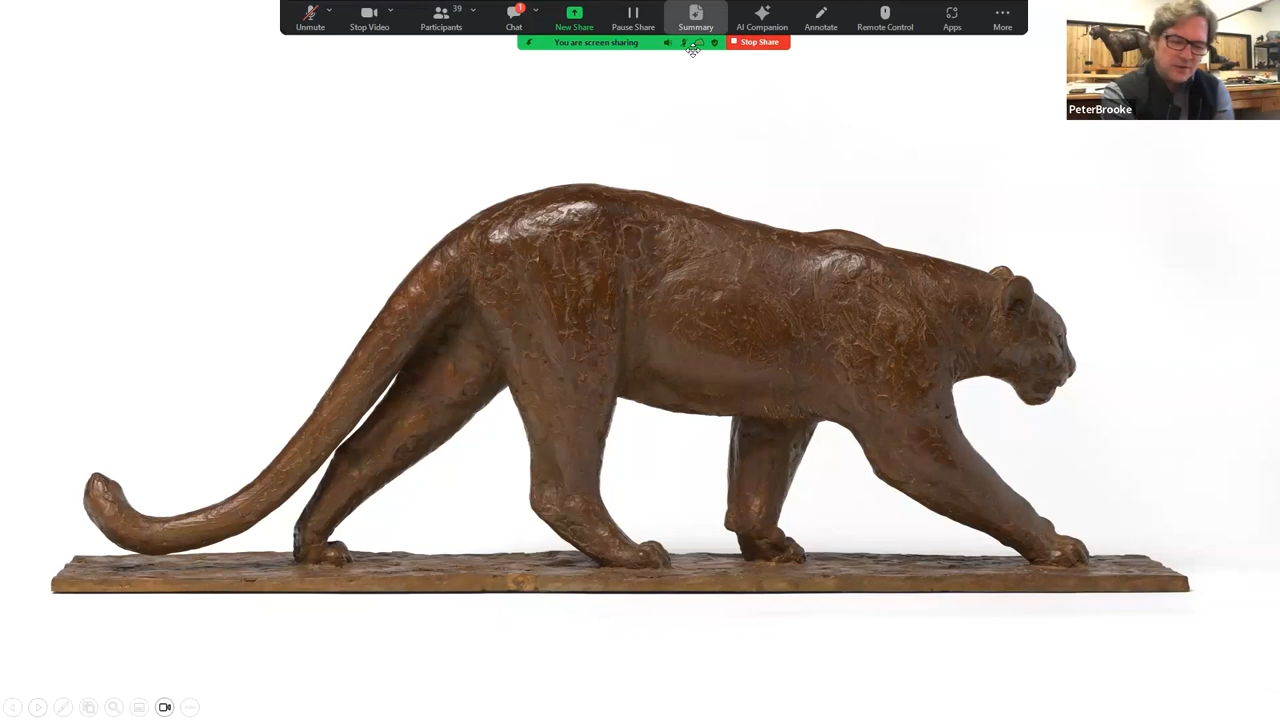 39
1
Unmute Stop Video Participants Chat New Share Pause Share Summary AI Companion Annotate Remote Control Apps More
You are screen sharing Stop Share
PeterBrooke